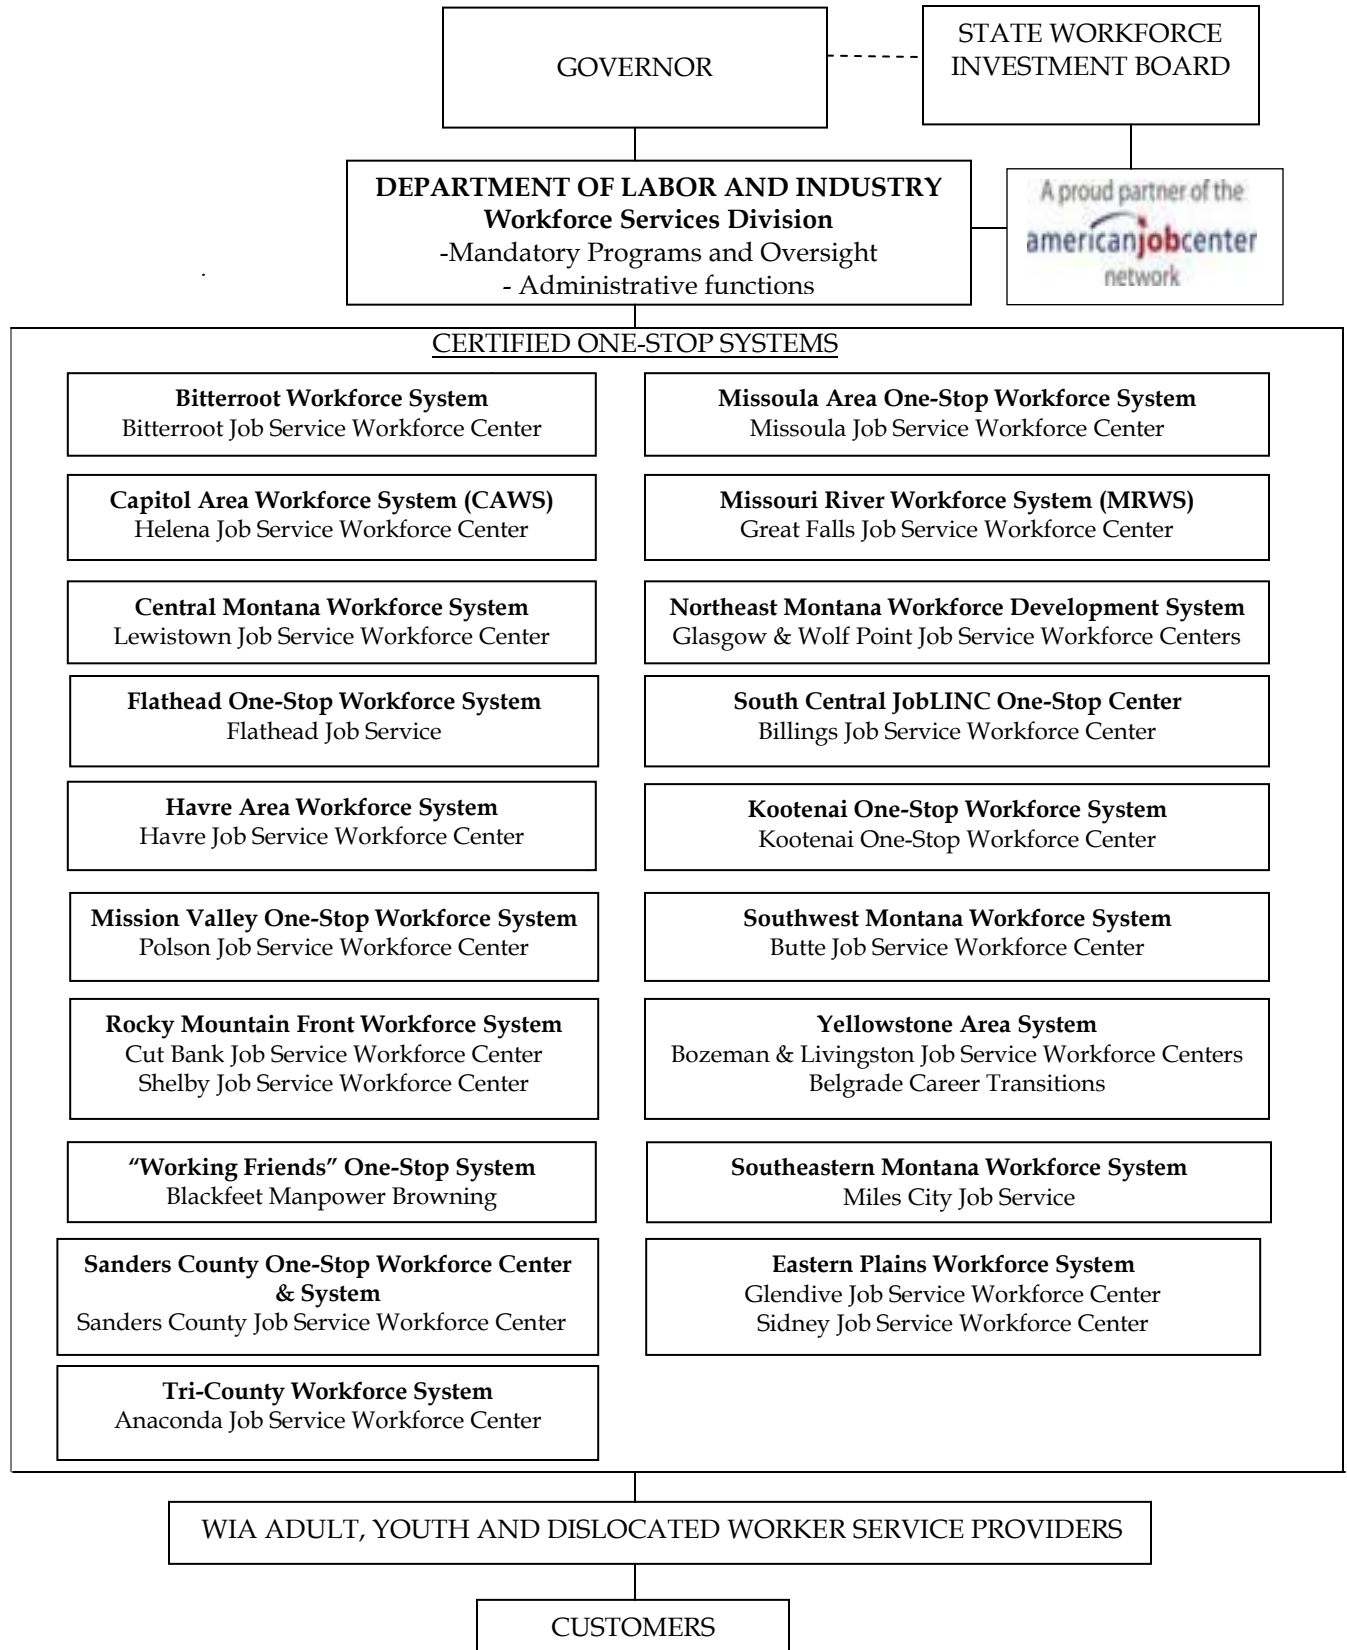 GOVERNOR
STATE WORKFORCE
INVESTMENT BOARD
DEPARTMENT OF LABOR AND INDUSTRY
Workforce Services Division
-Mandatory Programs and Oversight
- Administrative functions
A proud partner of the
americanjobcenter
network
CERTIFIED ONE-STOP SYSTEMS
Bitterroot Workforce System
Bitterroot Job Service Workforce Center
Missoula Area One-Stop Workforce System
Missoula Job Service Workforce Center
Capitol Area Workforce System (CAWS)
Helena Job Service Workforce Center
Missouri River Workforce System (MRWS)
Great Falls Job Service Workforce Center
Central Montana Workforce System
Lewistown Job Service Workforce Center
Northeast Montana Workforce Development System
Glasgow & Wolf Point Job Service Workforce Centers
Flathead One-Stop Workforce System
Flathead Job Service
South Central JobLINC One-Stop Center
Billings Job Service Workforce Center
Havre Area Workforce System
Havre Job Service Workforce Center
Kootenai One-Stop Workforce System
Kootenai One-Stop Workforce Center
Mission Valley One-Stop Workforce System
Polson Job Service Workforce Center
Southwest Montana Workforce System
Butte Job Service Workforce Center
Rocky Mountain Front Workforce System
Cut Bank Job Service Workforce Center
Shelby Job Service Workforce Center
Yellowstone Area System
Bozeman & Livingston Job Service Workforce Centers
Belgrade Career Transitions
“Working Friends” One-Stop System
Blackfeet Manpower Browning
Southeastern Montana Workforce System
Miles City Job Service
Sanders County One-Stop Workforce Center
& System
Sanders County Job Service Workforce Center
Eastern Plains Workforce System
Glendive Job Service Workforce Center
Sidney Job Service Workforce Center
Tri-County Workforce System
Anaconda Job Service Workforce Center
WIA ADULT, YOUTH AND DISLOCATED WORKER SERVICE PROVIDERS
CUSTOMERS